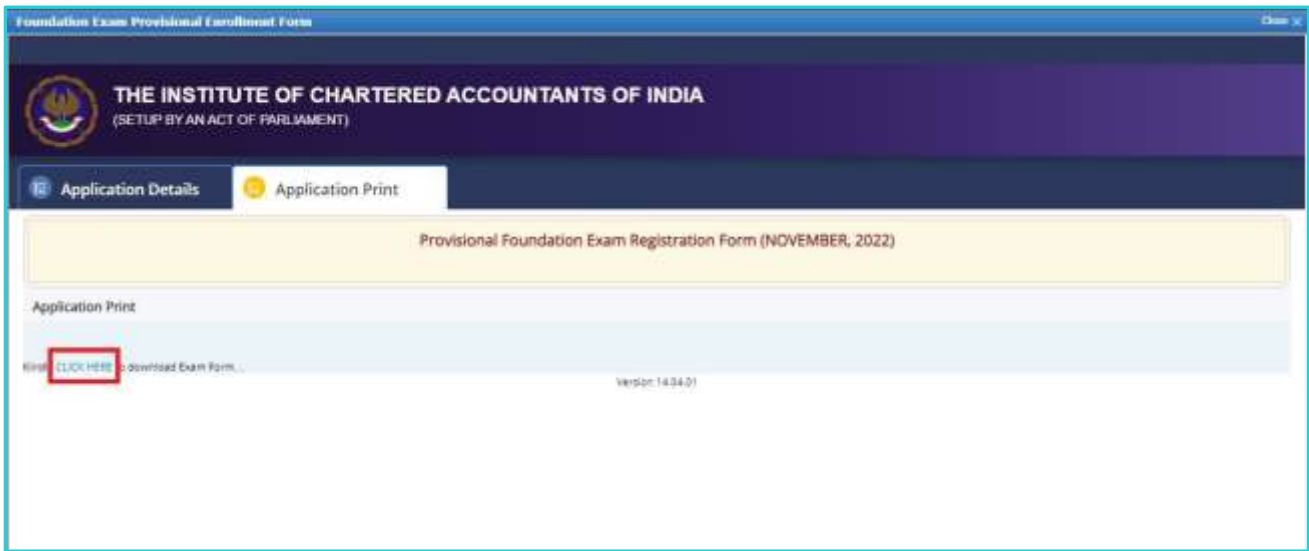 Foundation Exam Provisional Enrollment Form
Close ×
THE INSTITUTE OF CHARTERED ACCOUNTANTS OF INDIA
(SETUP BY AN ACT OF PARLIAMENT)
Application Details
Application Print
Provisional Foundation Exam Registration Form (NOVEMBER, 2022)
Application Print
CLICK HERE download Exam Form...
Version 14.04.01